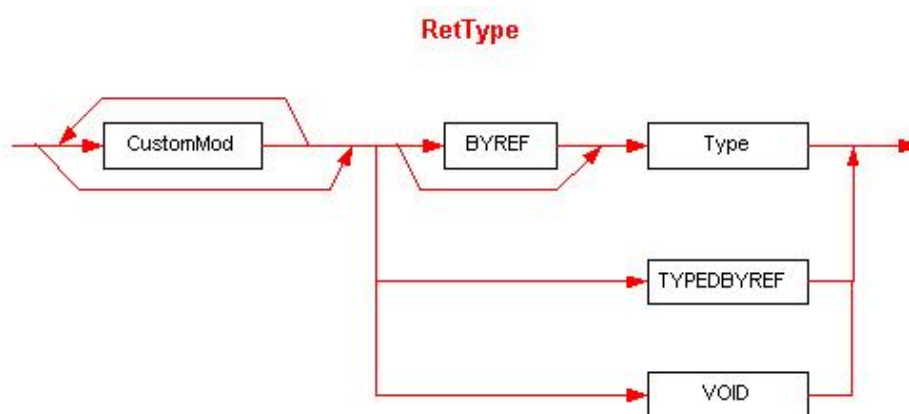 RetType
CustomMod
BYREF
Type
TYPEDBYREF
VOID